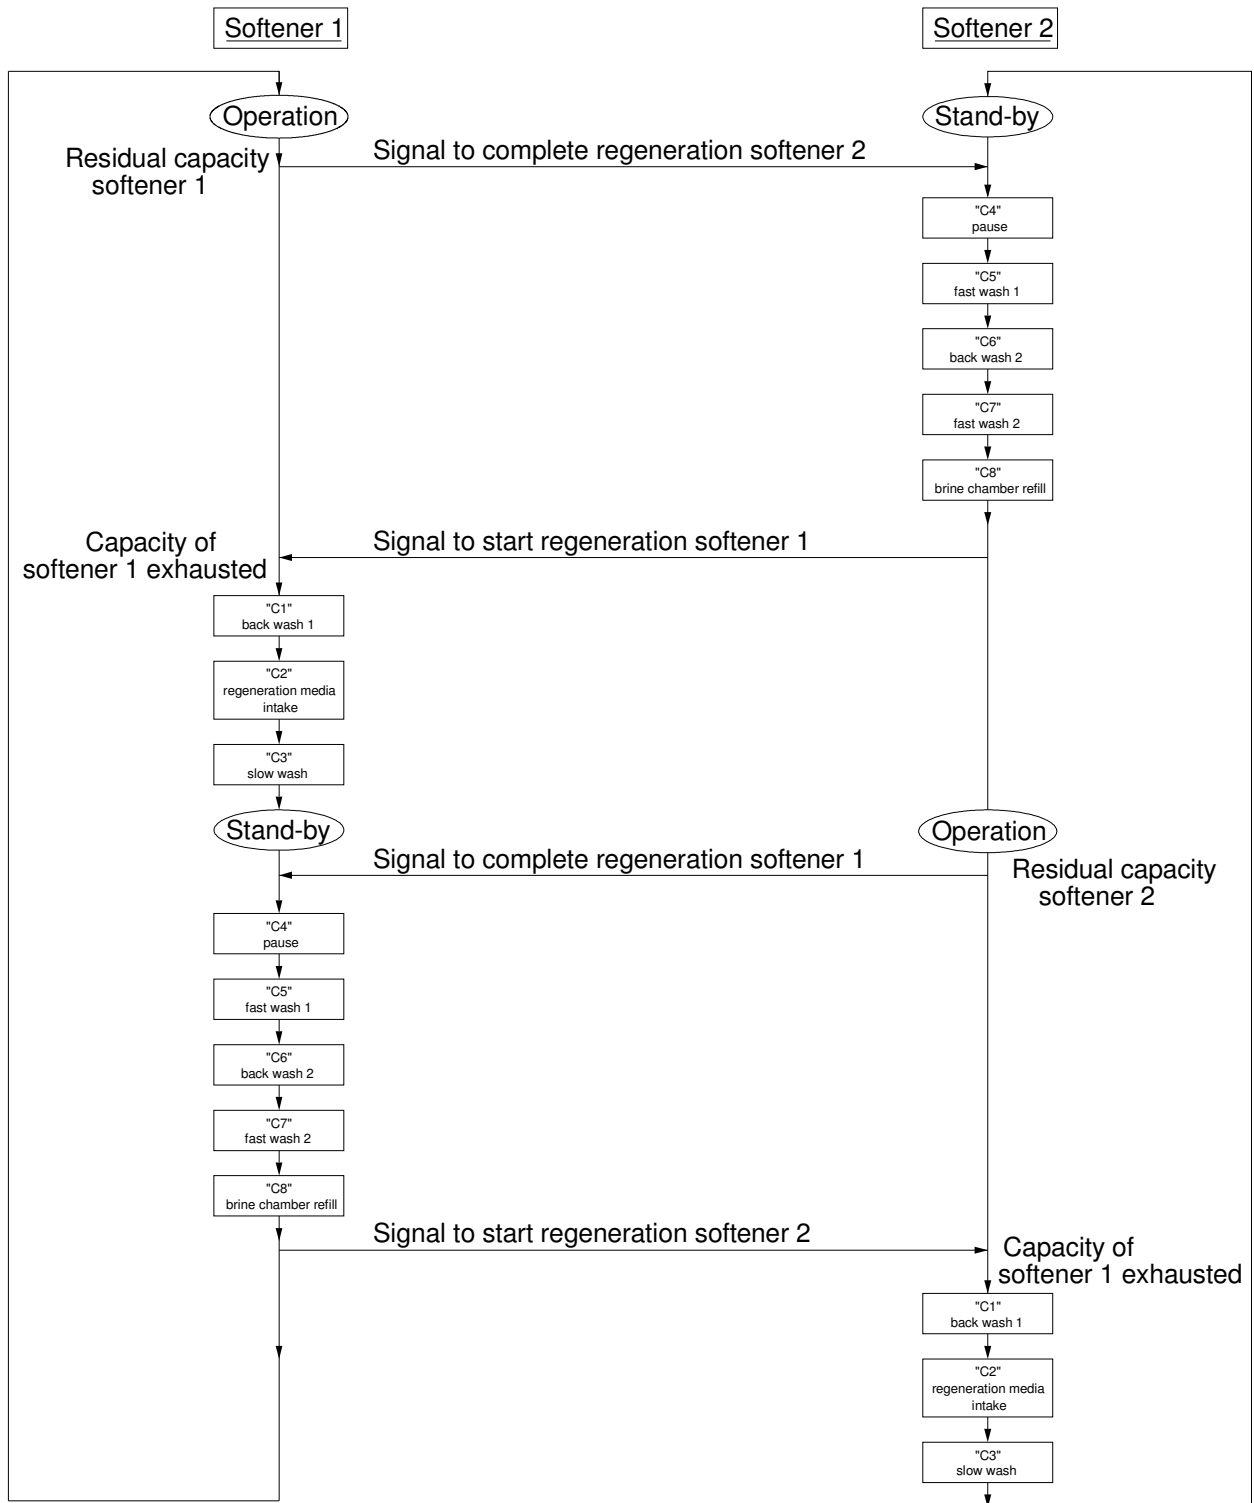 Softener 1
Softener 2
Operation
Stand-by
Residual capacity
softener 1
Signal to complete regeneration softener 2
"C4"
pause
"C5"
fast wash 1
"C6"
back wash 2
"C7"
fast wash 2
"C8"
brine chamber refill
Capacity of
softener 1 exhausted
Signal to start regeneration softener 1
"C1"
back wash 1
"C2"
regeneration media
intake
"C3"
slow wash
Stand-by
Operation
Signal to complete regeneration softener 1
Residual capacity
softener 2
"C4"
pause
"C5"
fast wash 1
"C6"
back wash 2
"C7"
fast wash 2
"C8"
brine chamber refill
Signal to start regeneration softener 2
Capacity of
softener 1 exhausted
"C1"
back wash 1
"C2"
regeneration media
intake
"C3"
slow wash